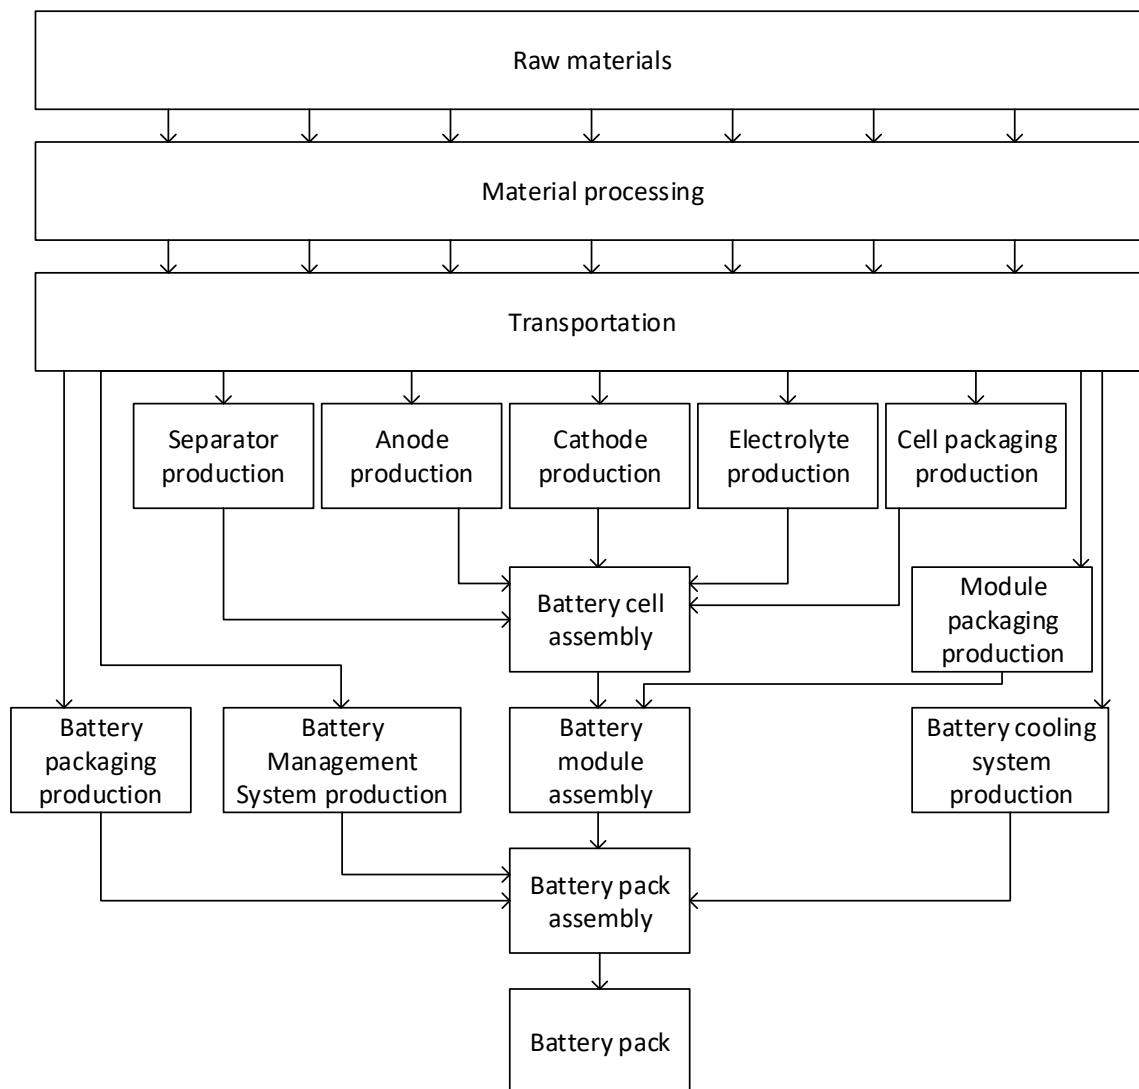 Raw materials
Material processing
Transportation
Separator
production
Anode
production
Cathode
production
Electrolyte
production
Cell packaging
production
Battery cell
assembly
Module
packaging
production
Battery
packaging
production
Battery
Management
System production
Battery
module
assembly
Battery cooling
system
production
Battery pack
assembly
Battery pack